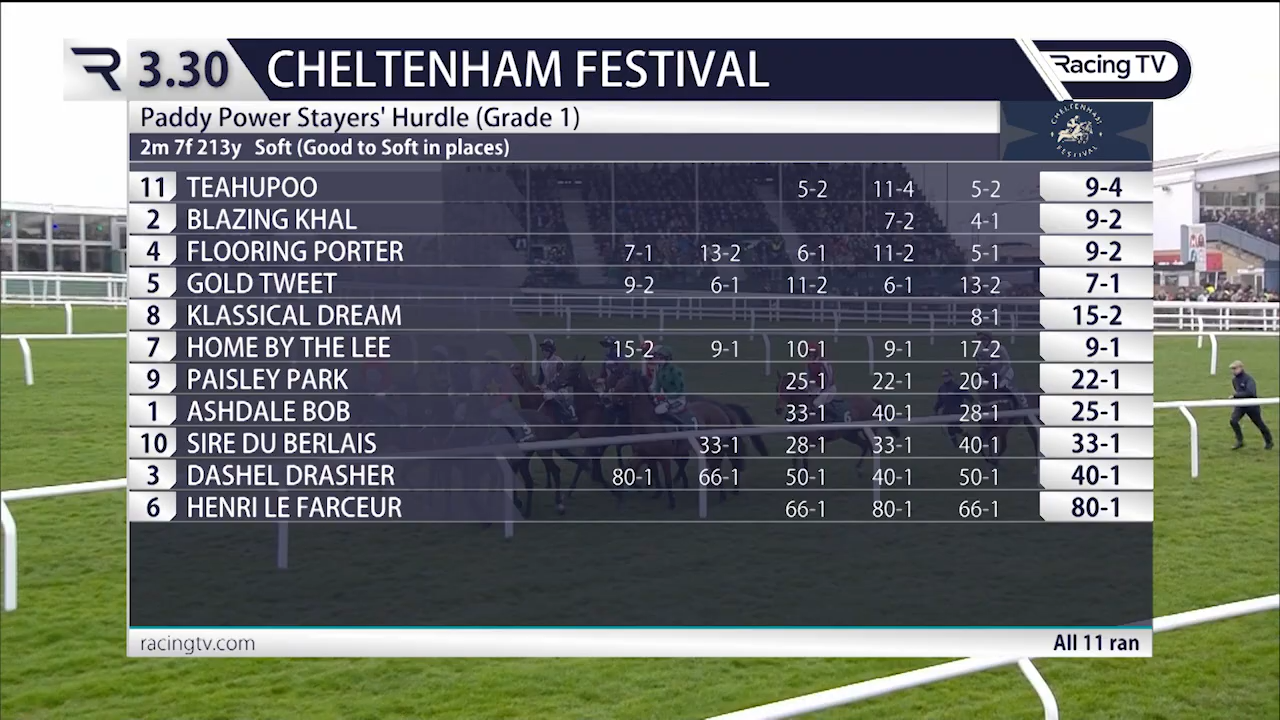 R 3.30 CHELTENHAM FESTIVAL Racing TV
Paddy Power Stayers' Hurdle (Grade 1)
CHELTENHAM FESTIVAL
2m 7f 213y Soft (Good to Soft in places)
11 TEAHUPOO 5-2 11-4 5-2 9-4
2 BLAZING KHAL 7-2 4-1 9-2
4 FLOORING PORTER 7-1 13-2 6-1 11-2 5-1 9-2
5 GOLD TWEET 9-2 6-1 11-2 6-1 13-2 7-1
8 KLASSICAL DREAM 8-1 15-2
7 HOME BY THE LEE 15-2 9-1 10-1 9-1 17-2 9-1
9 PAISLEY PARK 25-1 22-1 20-1 22-1
1 ASHDALE BOB 33-1 40-1 28-1 25-1
10 SIRE DU BERLAIS 33-1 28-1 33-1 40-1 33-1
3 DASHEL DRASHER 80-1 66-1 50-1 40-1 50-1 40-1
6 HENRI LE FARCEUR 66-1 80-1 66-1 80-1
racingtv.com All 11 ran